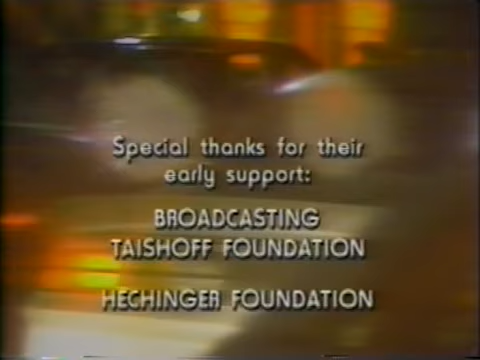 Special thanks for their
early support:
BROADCASTING
TAISHOFF FOUNDATION
HECHINGER FOUNDATION